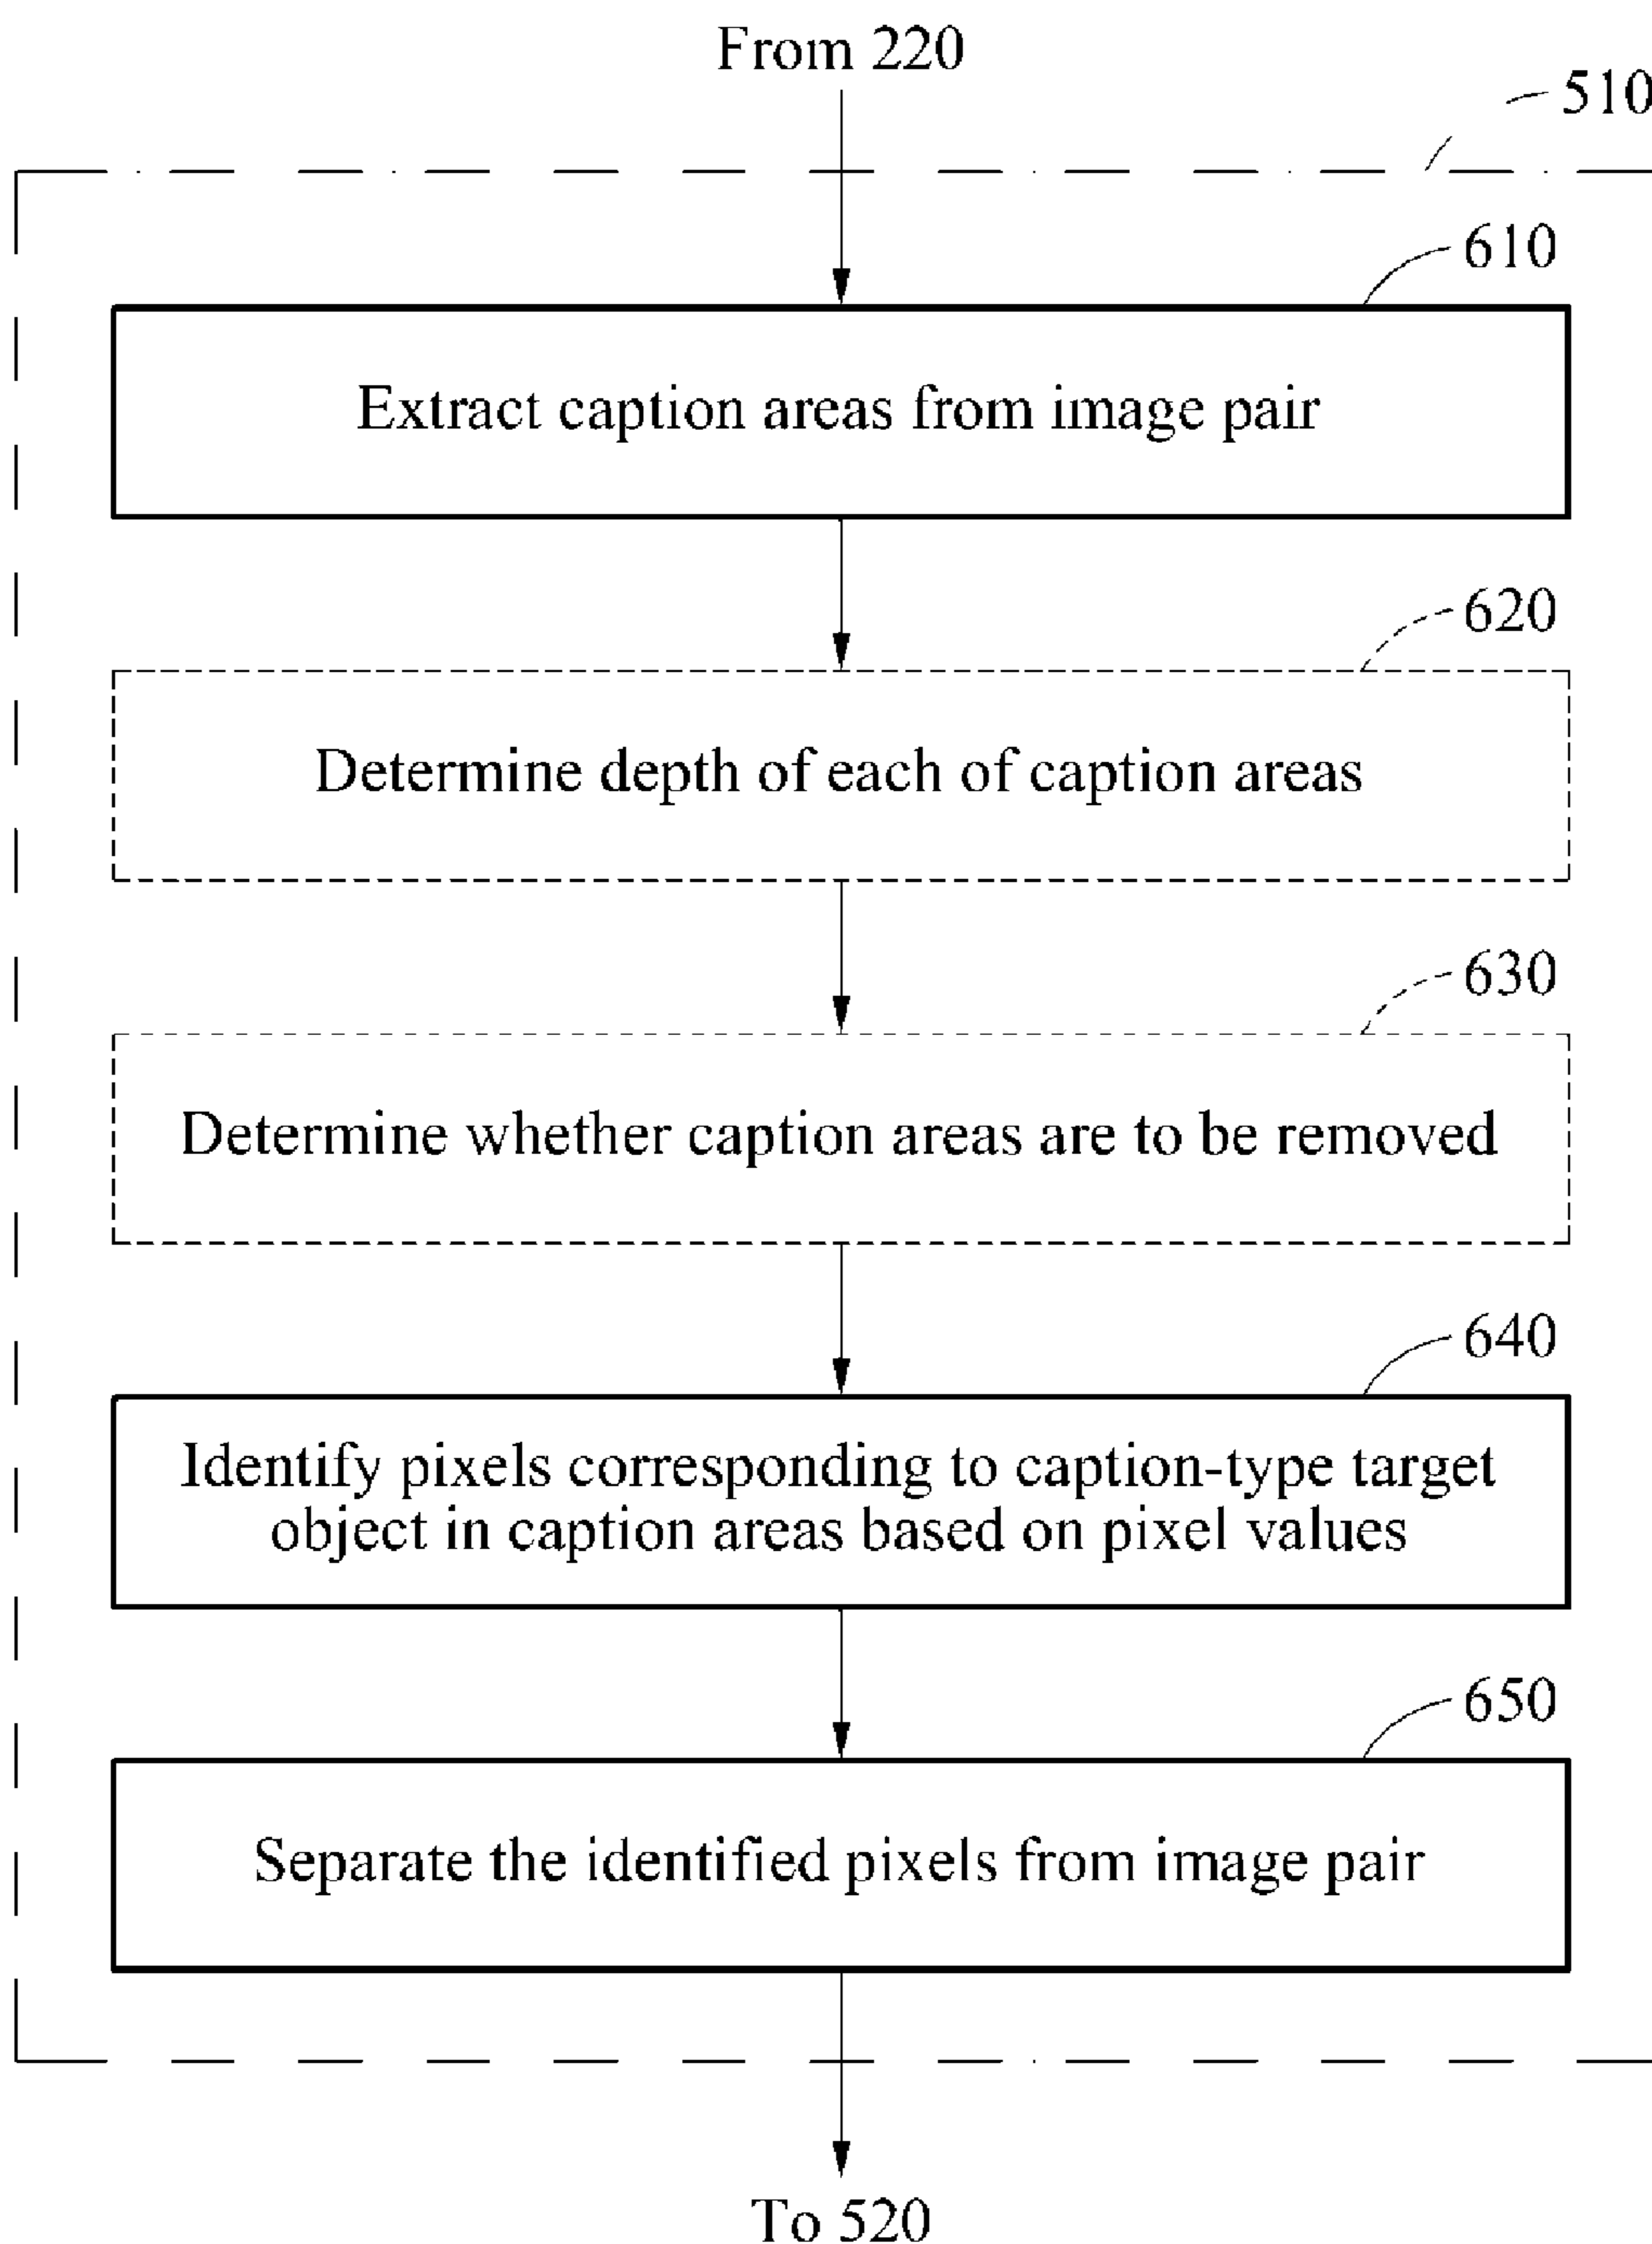 From 220
510
610
Extract caption areas from image pair
620
Determine depth of each of caption areas
630
Determine whether caption areas are to be removed
640
Identify pixels corresponding to caption-type target
object in caption areas based on pixel values
650
Separate the identified pixels from image pair
To 520